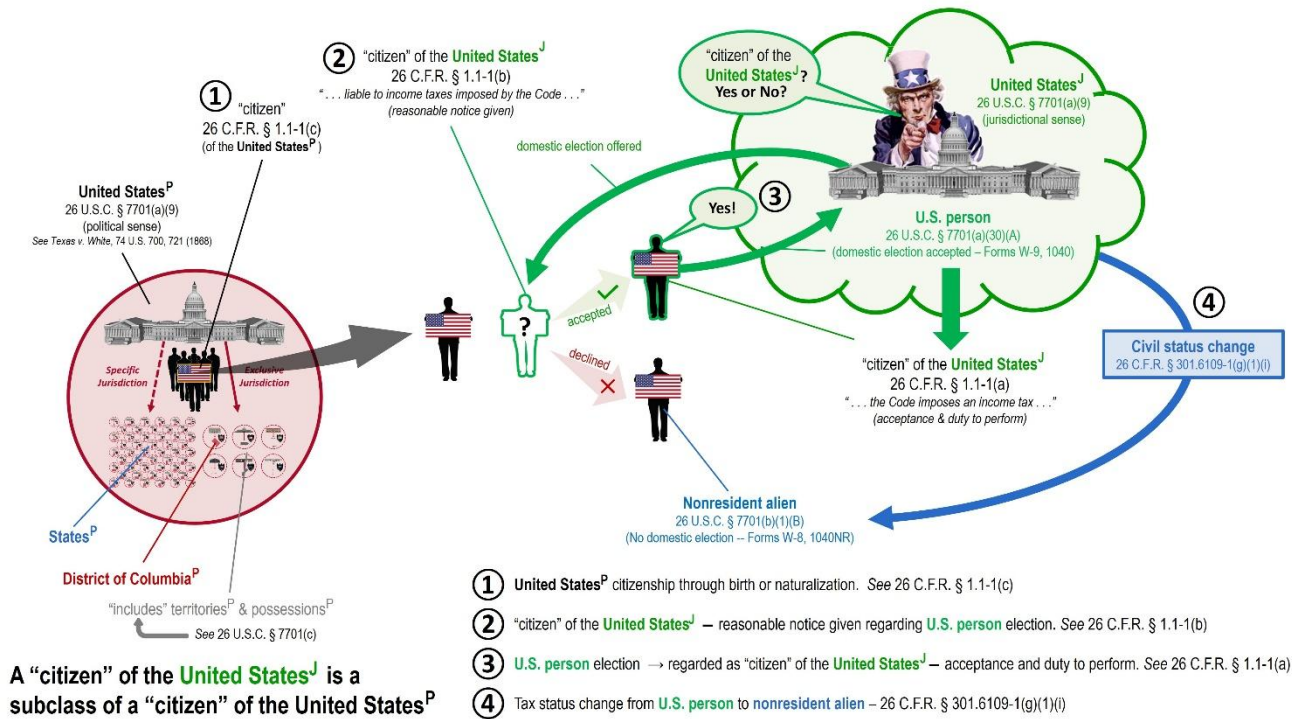 ①
"citizen"
26 C.F.R. § 1.1-1(c)
(of the United States^P)
United States^P
26 U.S.C. § 7701(a)(9)
(political sense)
See Texas v. White, 74 U.S. 700, 721 (1868)
Specific
Jurisdiction
Exclusive
Jurisdiction
States^P
District of Columbia^P
"includes" territories^P & possessions^P
See 26 U.S.C. § 7701(c)
②
"citizen" of the United States^J
26 C.F.R. § 1.1-1(b)
". . . liable to income taxes imposed by the Code . . ."
(reasonable notice given)
domestic election offered
?
accepted
declined
"citizen" of the
United States^J?
Yes or No?
United States^J
26 U.S.C. § 7701(a)(9)
(jurisdictional sense)
③
Yes!
U.S. person
26 U.S.C. § 7701(a)(30)(A)
(domestic election accepted – Forms W-9, 1040)
"citizen" of the United States^J
26 C.F.R. § 1.1-1(a)
". . . the Code imposes an income tax . . ."
(acceptance & duty to perform)
④
Civil status change
26 C.F.R. § 301.6109-1(g)(1)(i)
Nonresident alien
26 U.S.C. § 7701(b)(1)(B)
(No domestic election -- Forms W-8, 1040NR)
① United States^P citizenship through birth or naturalization. See 26 C.F.R. § 1.1-1(c)
② "citizen" of the United States^J – reasonable notice given regarding U.S. person election. See 26 C.F.R. § 1.1-1(b)
③ U.S. person election → regarded as "citizen" of the United States^J – acceptance and duty to perform. See 26 C.F.R. § 1.1-1(a)
④ Tax status change from U.S. person to nonresident alien – 26 C.F.R. § 301.6109-1(g)(1)(i)
A "citizen" of the United States^J is a
subclass of a "citizen" of the United States^P